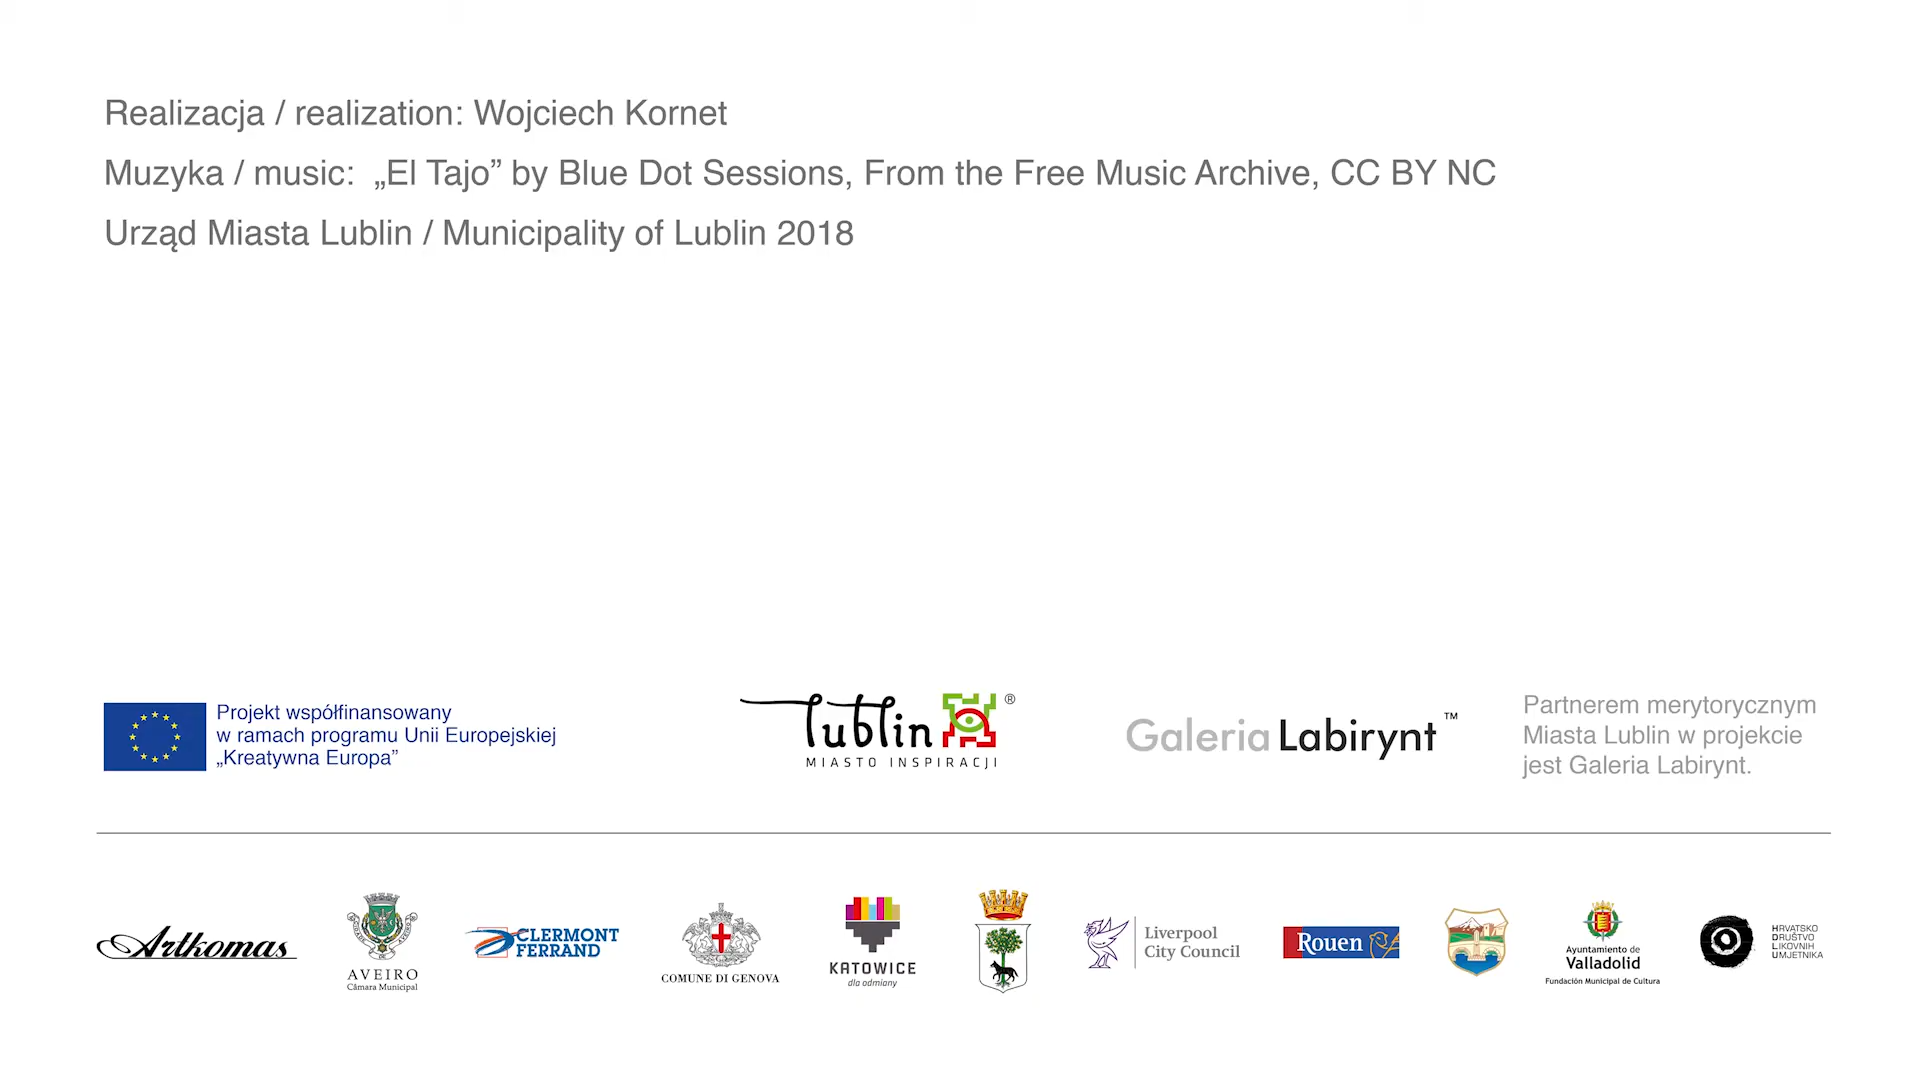 Realizacja / realization: Wojciech Kornet
Muzyka / music:  „El Tajo” by Blue Dot Sessions, From the Free Music Archive, CC BY NC
Urząd Miasta Lublin / Municipality of Lublin 2018
Projekt współfinansowany
w ramach programu Unii Europejskiej
„Kreatywna Europa”
lublin ®
MIASTO INSPIRACJI
Galeria Labirynt ™
Partnerem merytorycznym
Miasta Lublin w projekcie
jest Galeria Labirynt.
Artkomas
AVEIRO
Câmara Municipal
CLERMONT
FERRAND
COMUNE DI GENOVA
KATOWICE
dla odmiany
Liverpool
City Council
Rouen
Ayuntamiento de
Valladolid
Fundación Municipal de Cultura
HRVATSKO
DRUŠTVO
LIKOVNIH
UMJETNIKA